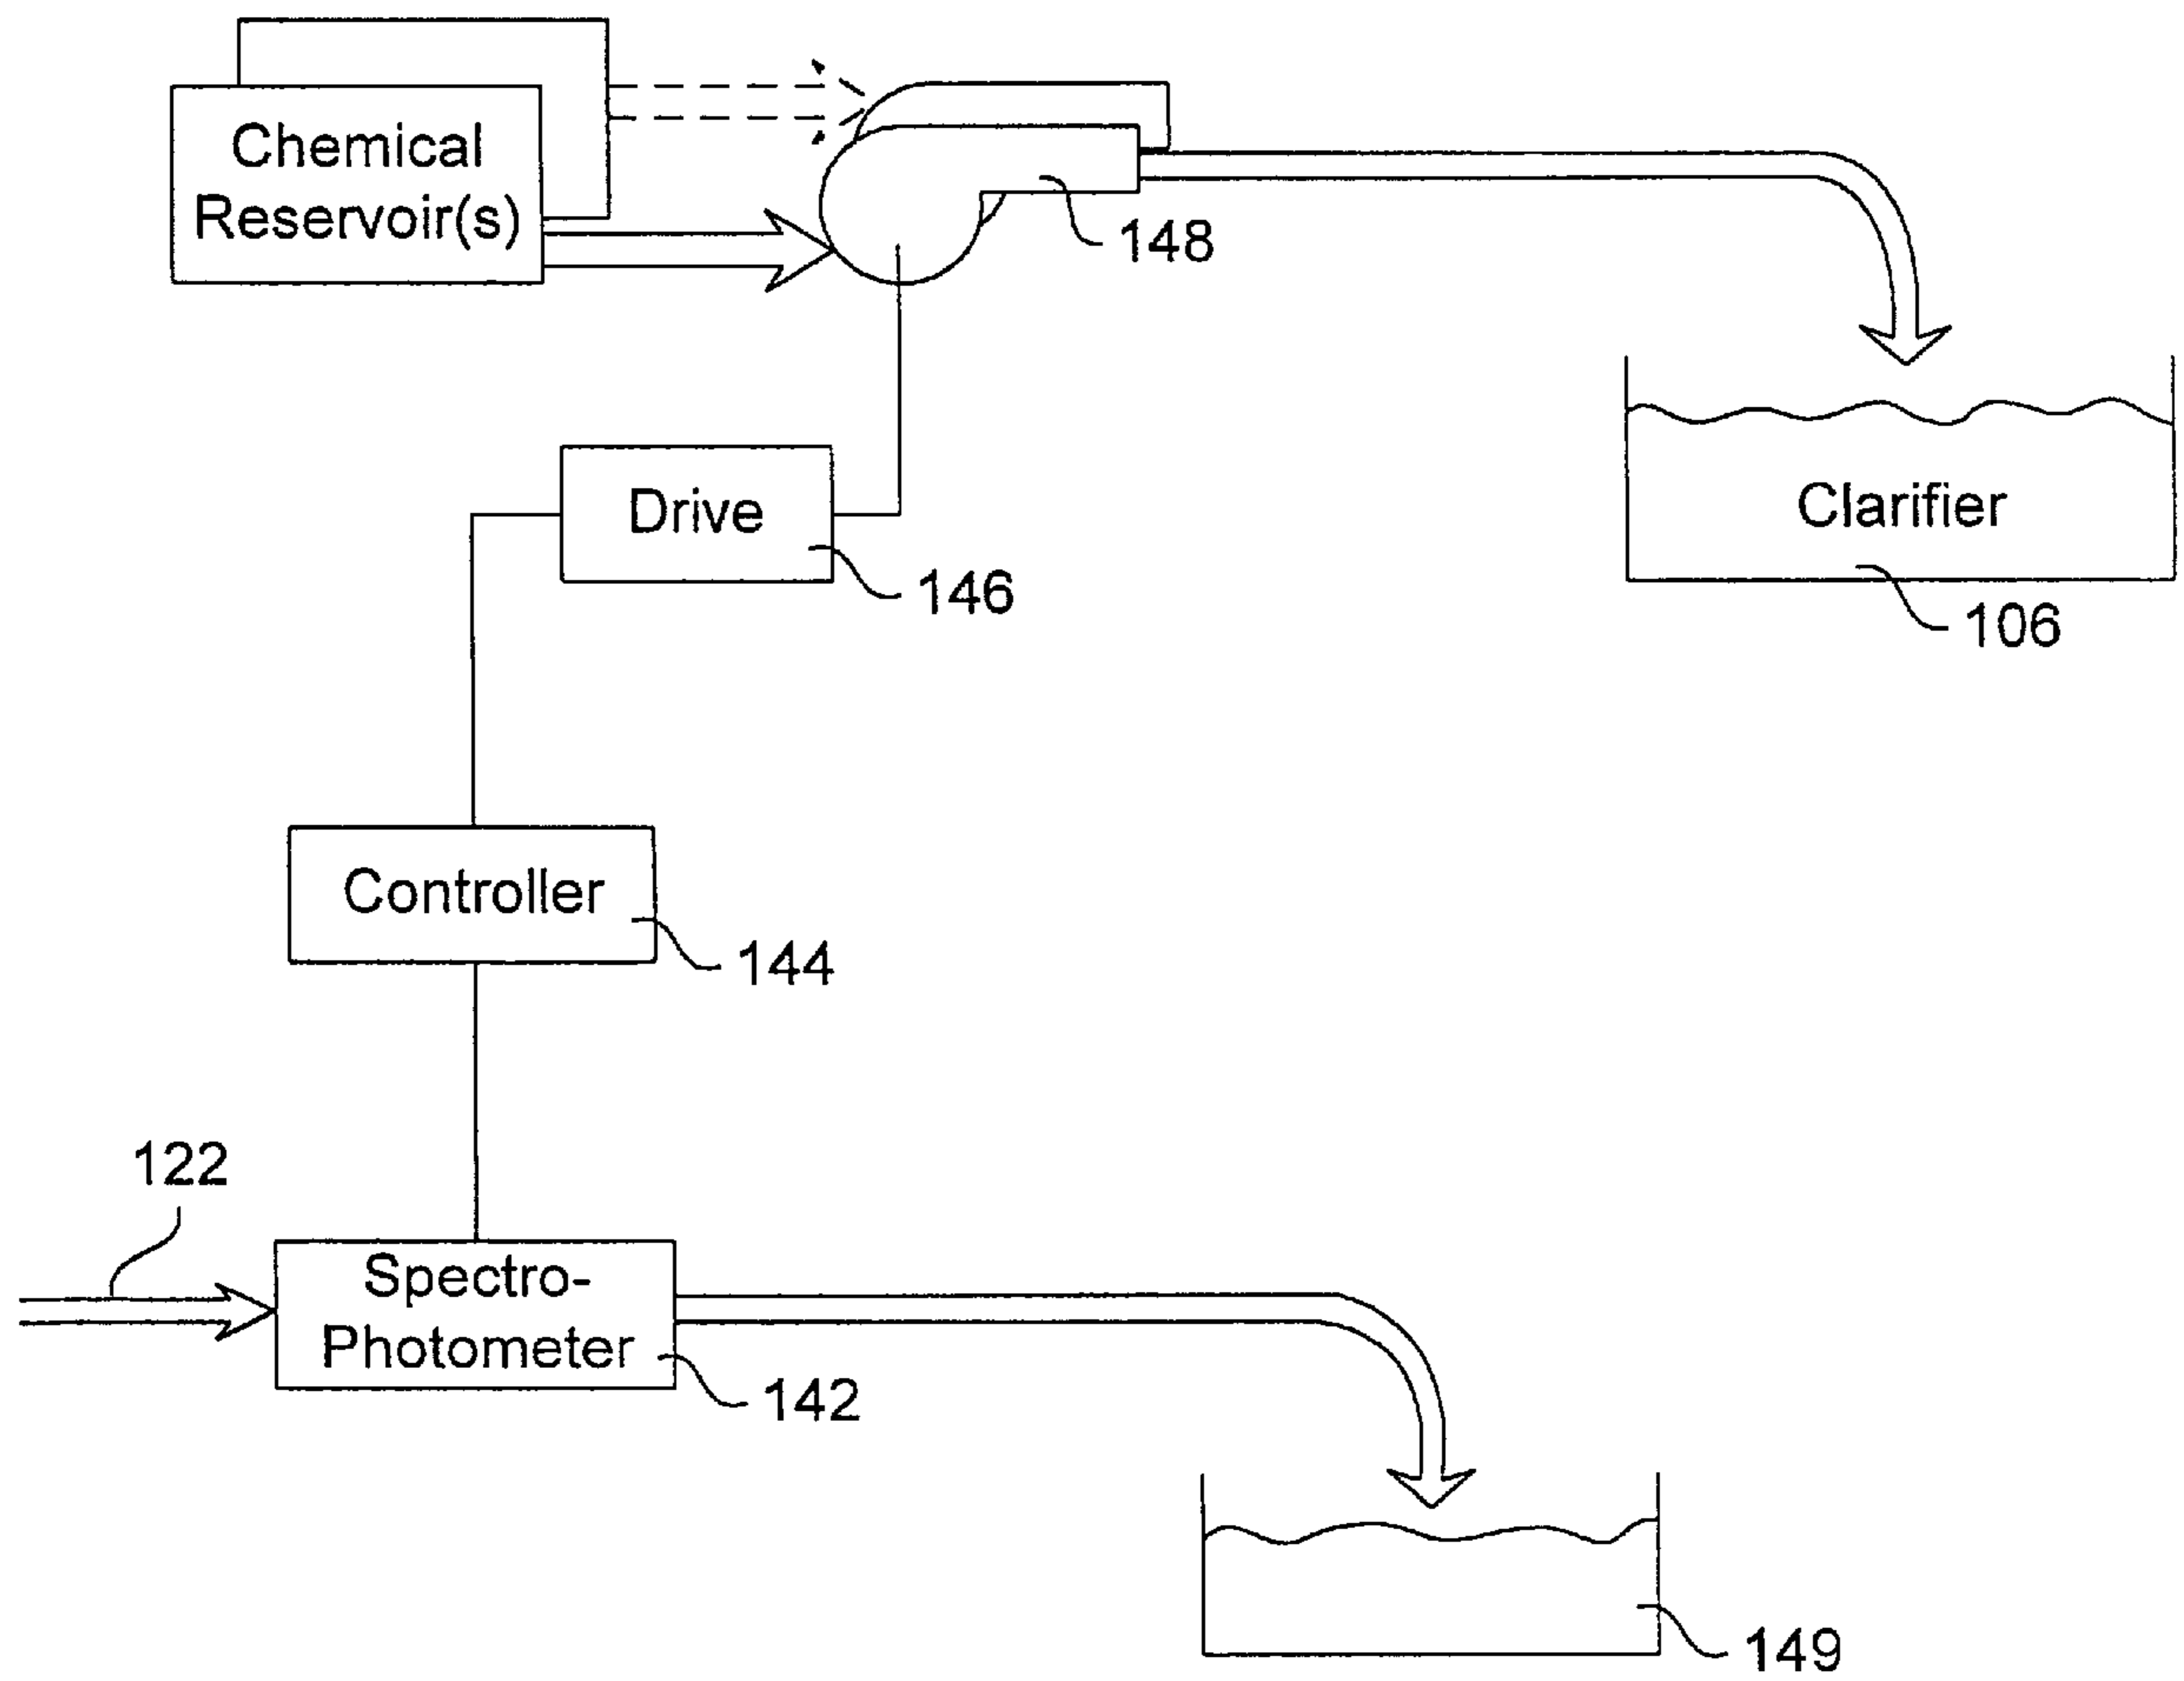 Chemical
Reservoir(s)
148
Drive
146
Clarifier
106
Controller
144
122
Spectro-
Photometer
142
149